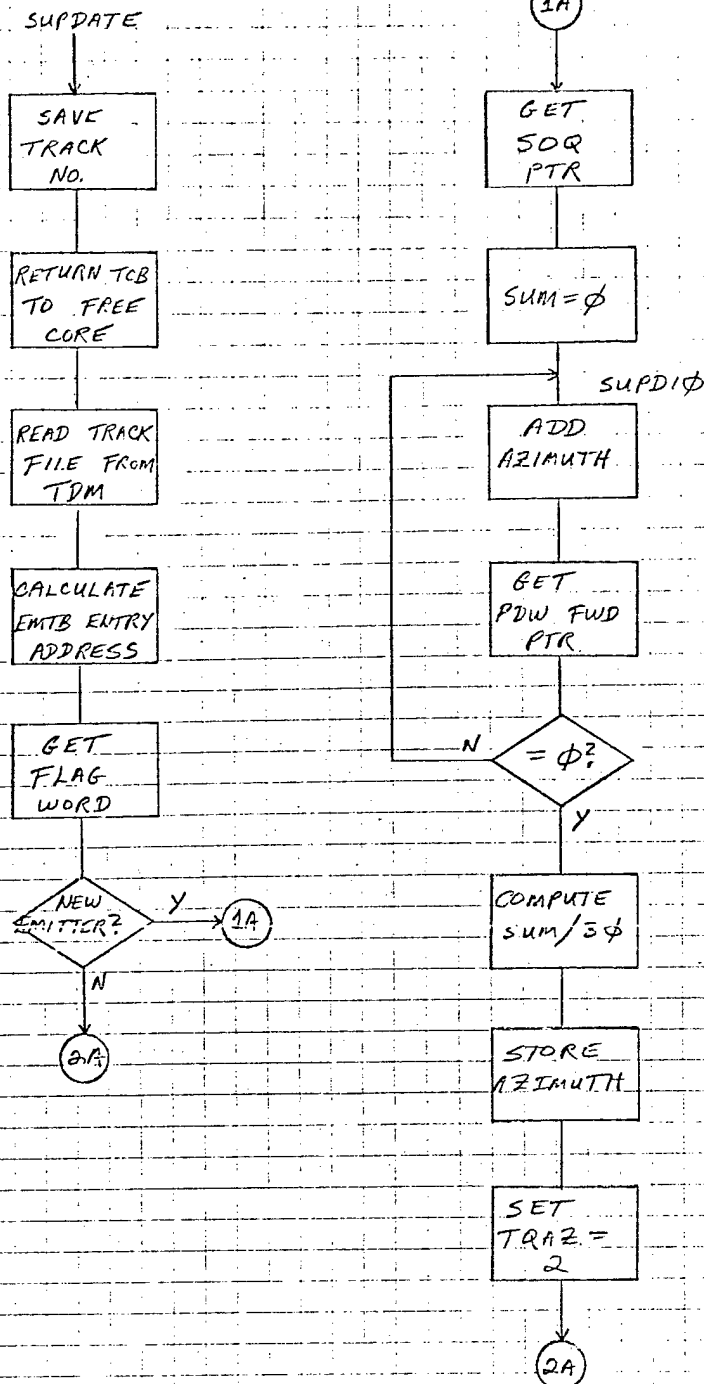 SUPDATE
SAVE
TRACK
NO.
RETURN TCB
TO FREE
CORE
READ TRACK
FILE FROM
TDM
CALCULATE
EMTB ENTRY
ADDRESS
GET
FLAG
WORD
NEW
EMITTER?
Y
1A
N
2A
1A
GET
SOQ
PTR
SUM=φ
SUPD1φ
ADD
AZIMUTH
GET
PDW FWD
PTR
N
= φ?
Y
COMPUTE
SUM/3φ
STORE
AZIMUTH
SET
TQAZ =
2
2A